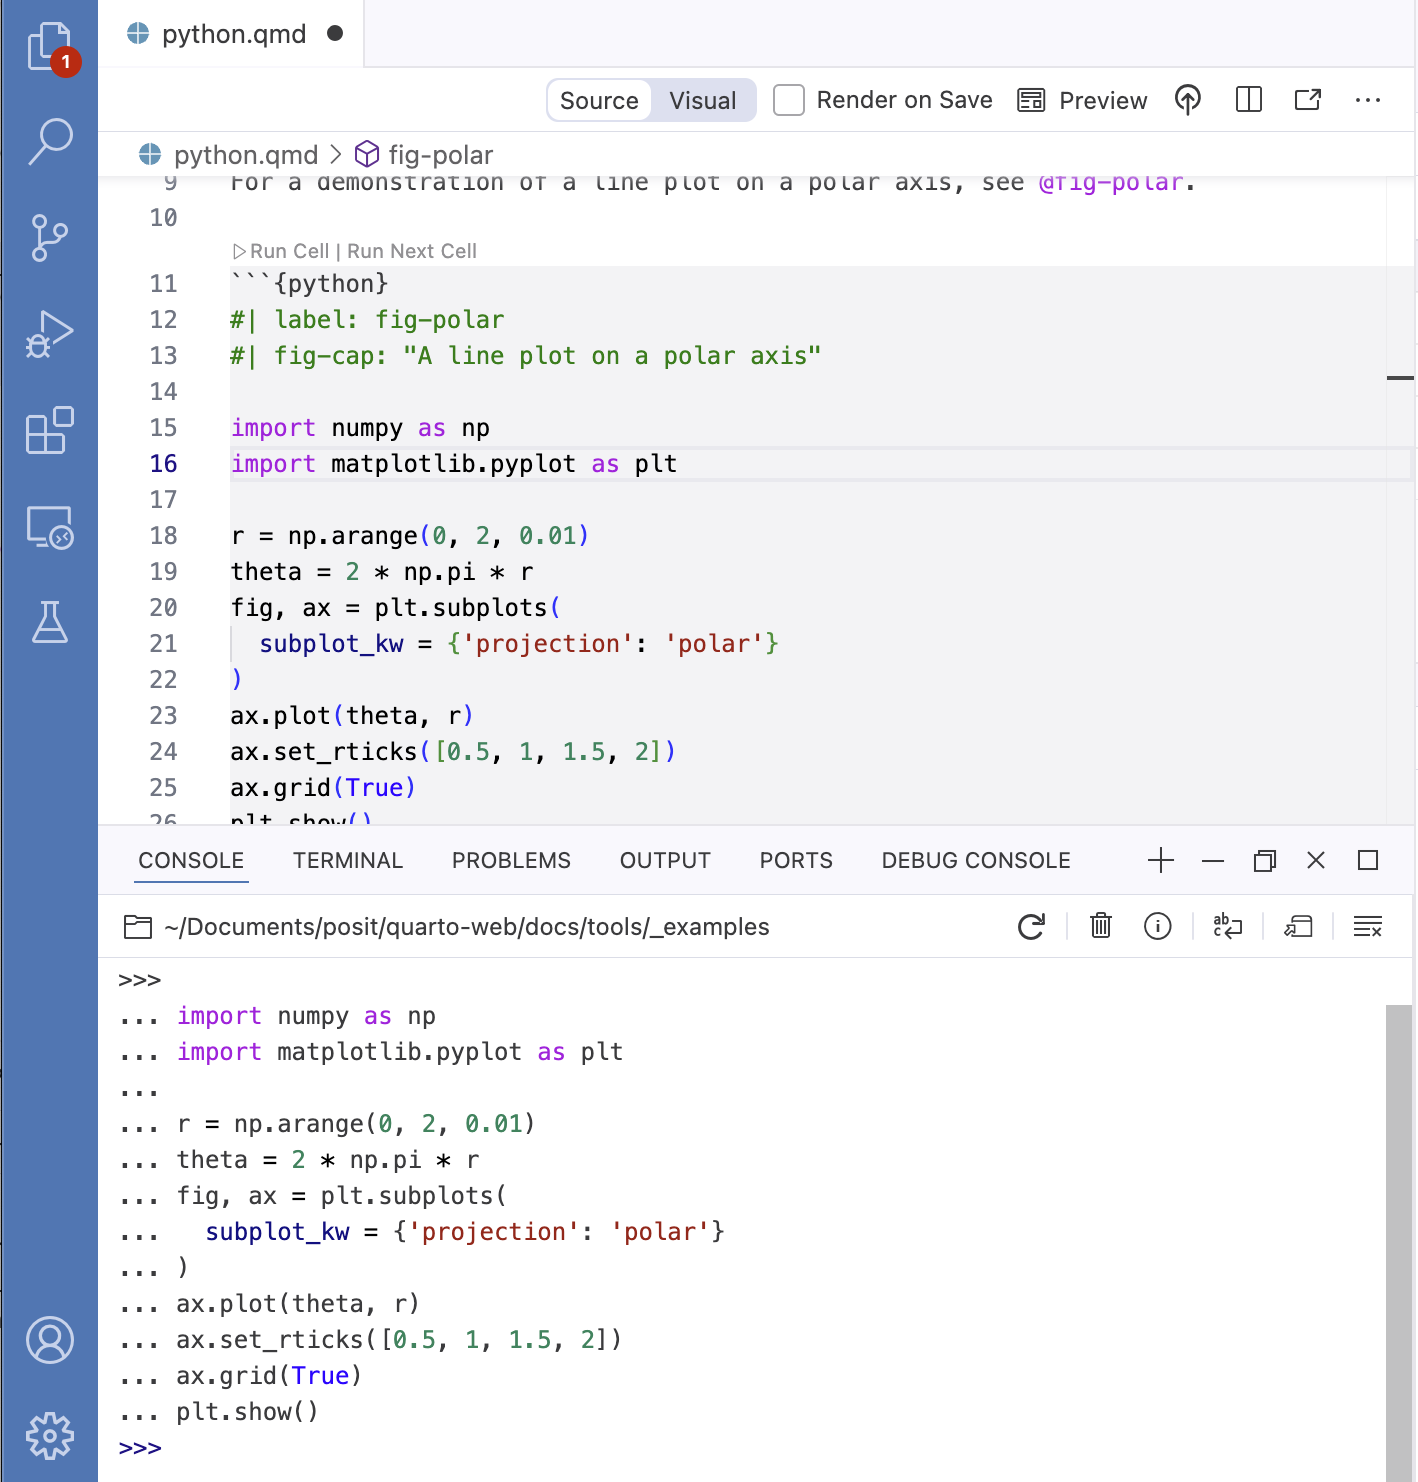 python.qmd
1
Source Visual Render on Save Preview
python.qmd > fig-polar
9 For a demonstration of a line plot on a polar axis, see @fig-polar.
10
Run Cell | Run Next Cell
11 ```{python}
12 #| label: fig-polar
13 #| fig-cap: "A line plot on a polar axis"
14
15 import numpy as np
16 import matplotlib.pyplot as plt
17
18 r = np.arange(0, 2, 0.01)
19 theta = 2 * np.pi * r
20 fig, ax = plt.subplots(
21   subplot_kw = {'projection': 'polar'}
22 )
23 ax.plot(theta, r)
24 ax.set_rticks([0.5, 1, 1.5, 2])
25 ax.grid(True)
26 plt.show()
CONSOLE TERMINAL PROBLEMS OUTPUT PORTS DEBUG CONSOLE
~/Documents/posit/quarto-web/docs/tools/_examples
>>>
... import numpy as np
... import matplotlib.pyplot as plt
...
... r = np.arange(0, 2, 0.01)
... theta = 2 * np.pi * r
... fig, ax = plt.subplots(
...   subplot_kw = {'projection': 'polar'}
... )
... ax.plot(theta, r)
... ax.set_rticks([0.5, 1, 1.5, 2])
... ax.grid(True)
... plt.show()
>>>